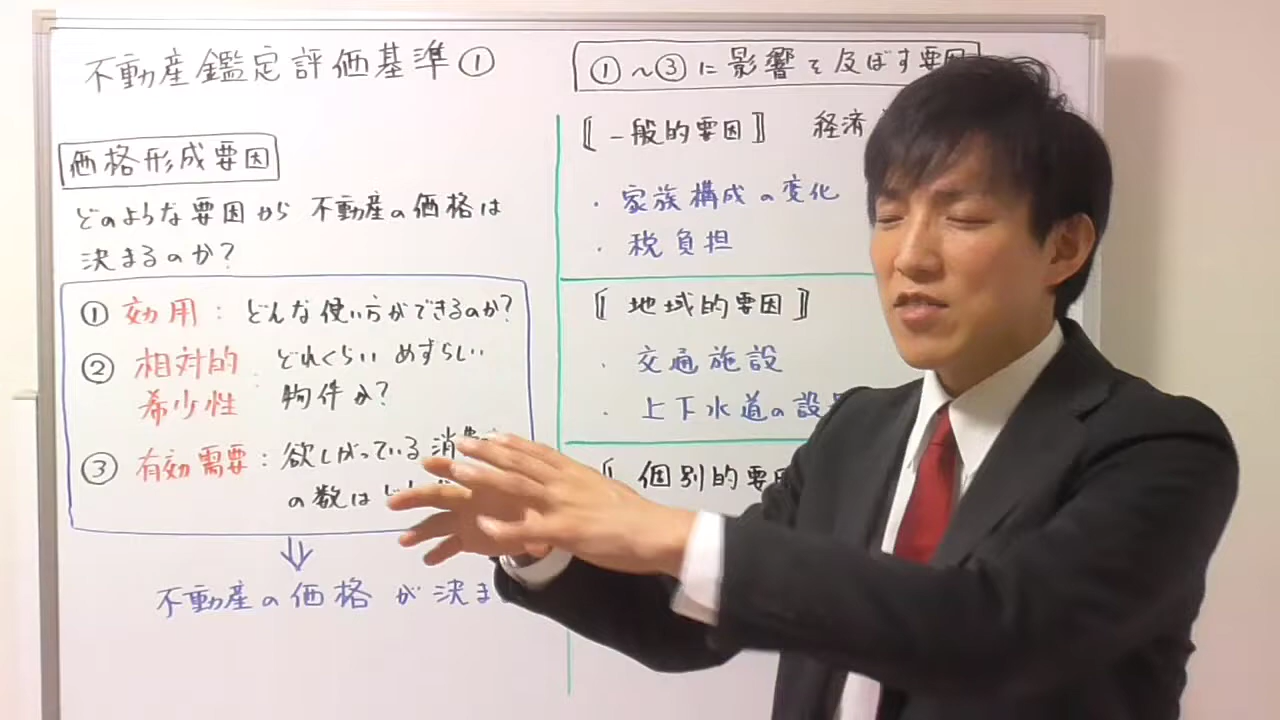 不動産鑑定評価基準①
価格形成要因
どのような要因から 不動産の価格は
決まるのか?
① 効用 : どんな使い方ができるのか?
② 相対的 どれくらい めずらしい
希少性 : 物件か?
③ 有効需要 : 欲しがっている 消費
の数は
不動産の価格 が 決ま
①~③に影響を及ぼす要因
〚一般的要因〛 経済
・家族構成の変化
・税負担
〚地域的要因〛
・交通施設
・上下水道の設
〚個別的要因